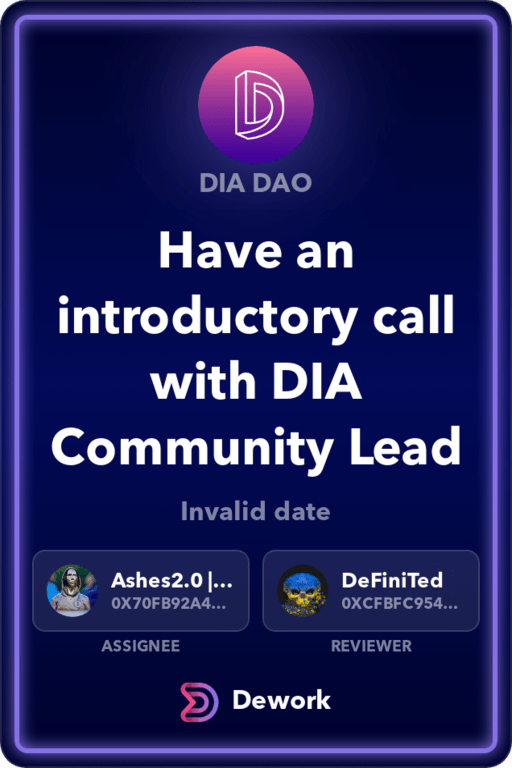 DIA DAO
Have an
introductory call
with DIA
Community Lead
Invalid date
Ashes2.0 |...
0X70FB92A4...
DeFiniTed
0XCFBFC954...
ASSIGNEE
REVIEWER
Dework